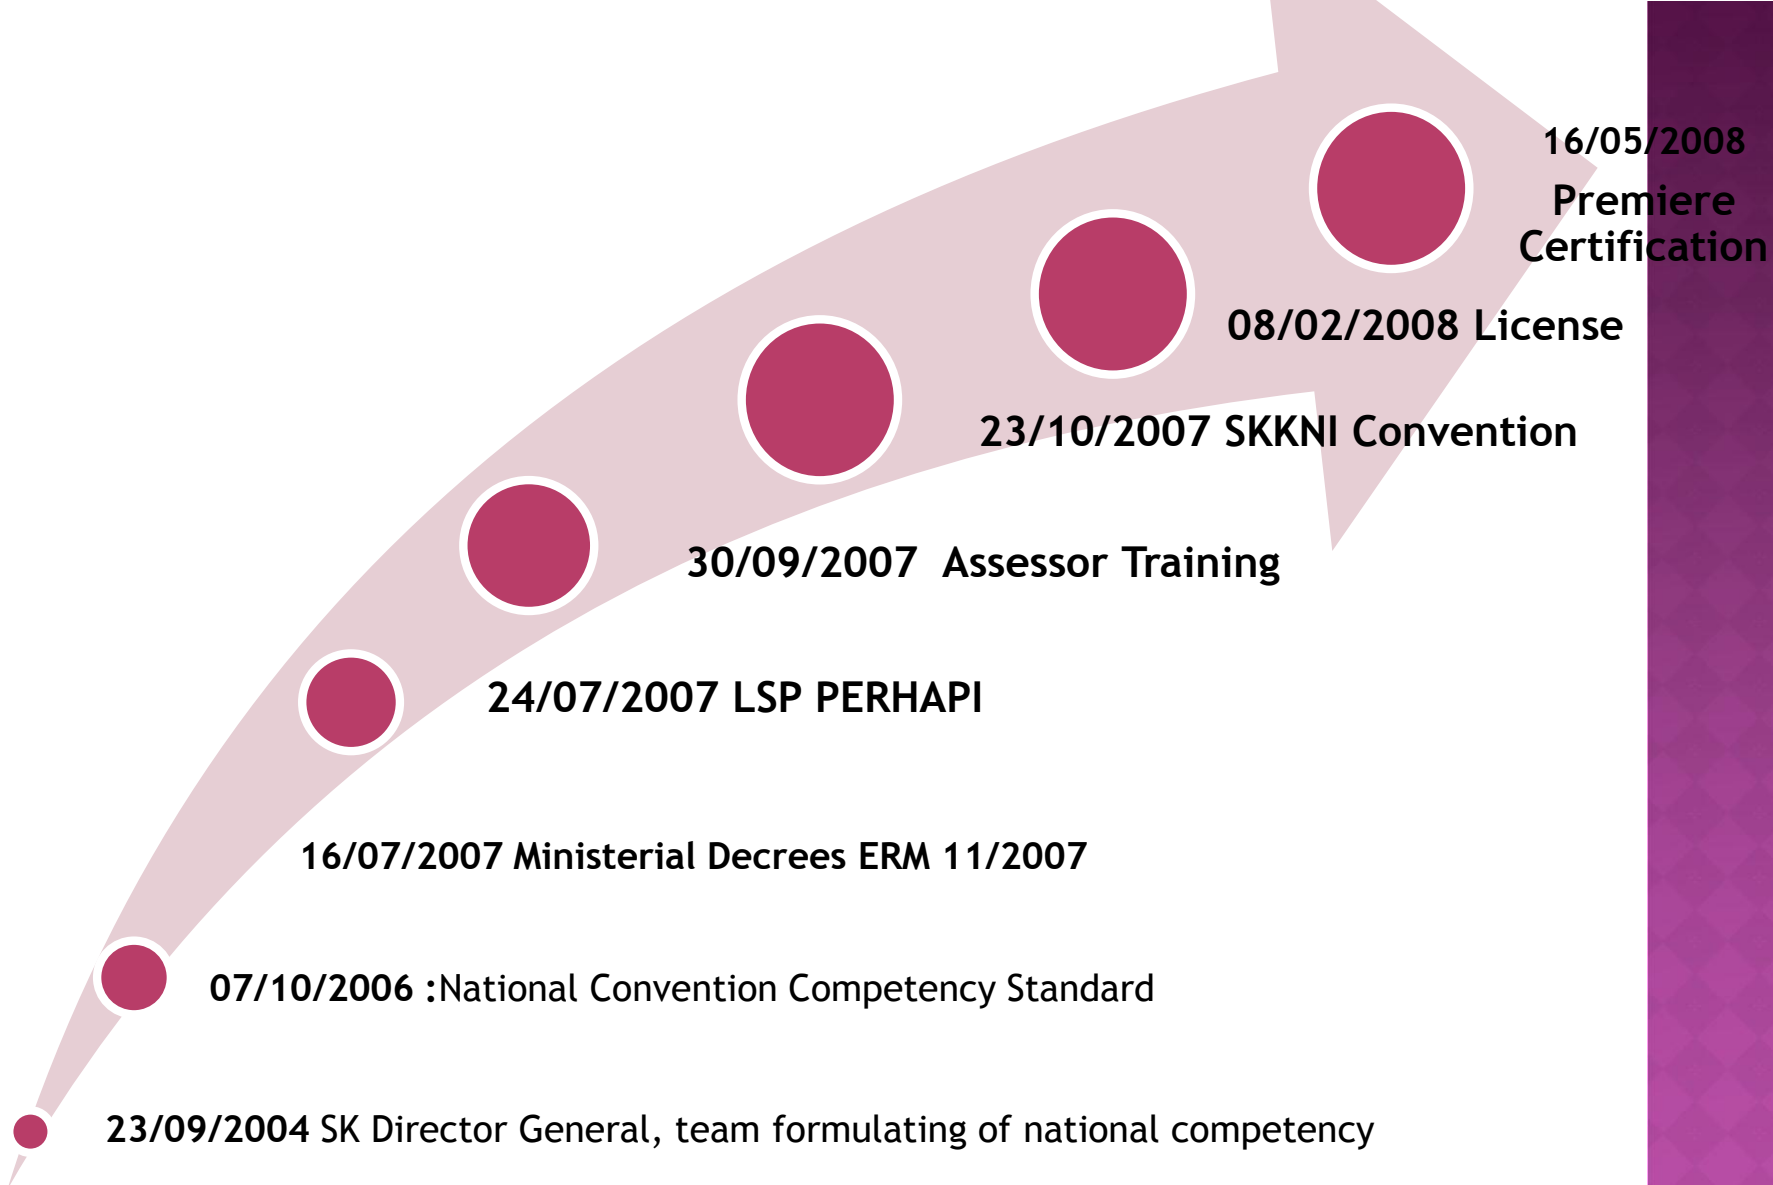 16/05/2008
Premiere
Certification
08/02/2008 License
23/10/2007 SKKNI Convention
30/09/2007 Assessor Training
24/07/2007 LSP PERHAPI
16/07/2007 Ministerial Decrees ERM 11/2007
07/10/2006 :National Convention Competency Standard
23/09/2004 SK Director General, team formulating of national competency